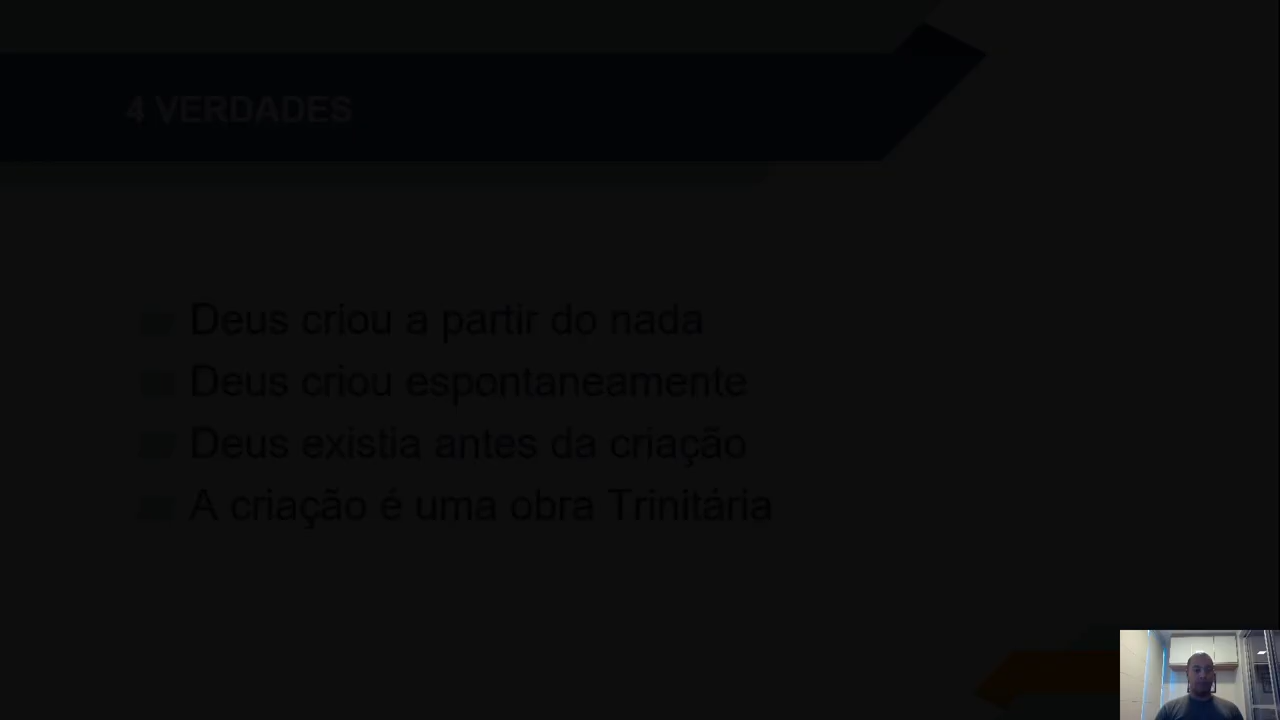 4 VERDADES
Deus criou a partir do nada
Deus criou espontaneamente
Deus existia antes da criação
A criação é uma obra Trinitária